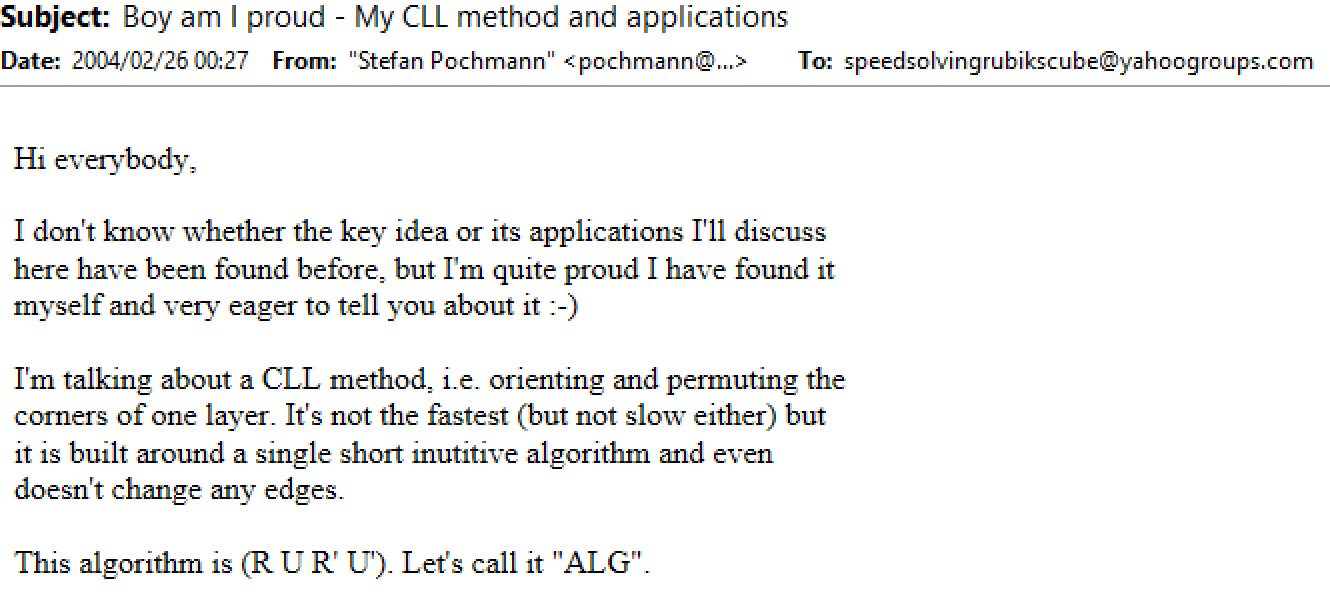 Subject: Boy am I proud - My CLL method and applications
Date: 2004/02/26 00:27 From: "Stefan Pochmann" <pochmann@...> To: speedsolvingrubikscube@yahoogroups.com
Hi everybody,
I don't know whether the key idea or its applications I'll discuss
here have been found before, but I'm quite proud I have found it
myself and very eager to tell you about it :-)
I'm talking about a CLL method, i.e. orienting and permuting the
corners of one layer. It's not the fastest (but not slow either) but
it is built around a single short inutitive algorithm and even
doesn't change any edges.
This algorithm is (R U R' U'). Let's call it "ALG".